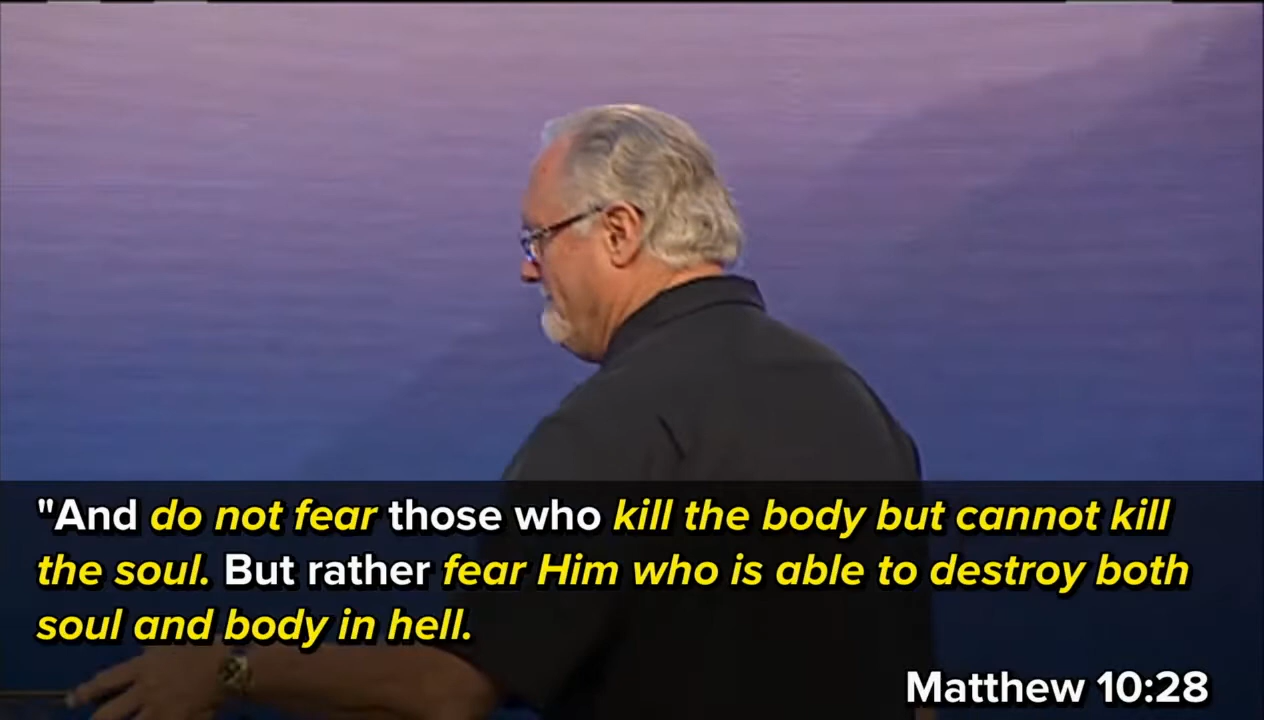 "And do not fear those who kill the body but cannot kill
the soul. But rather fear Him who is able to destroy both
soul and body in hell.
Matthew 10:28